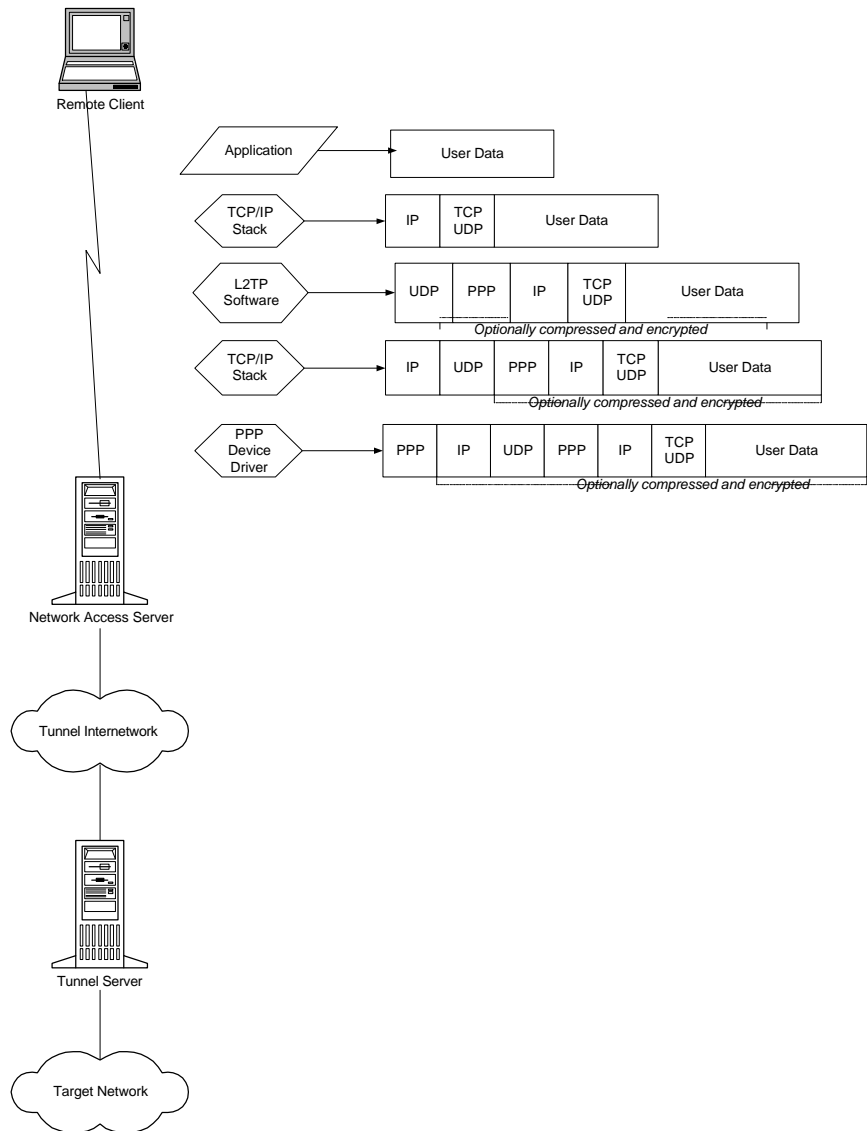 Remote Client
Application
User Data
TCP/IP
Stack
IP
TCP
UDP
User Data
L2TP
Software
UDP
PPP
IP
TCP
UDP
User Data
Optionally compressed and encrypted
TCP/IP
Stack
IP
UDP
PPP
IP
TCP
UDP
User Data
Optionally compressed and encrypted
PPP
Device
Driver
PPP
IP
UDP
PPP
IP
TCP
UDP
User Data
Optionally compressed and encrypted
Network Access Server
Tunnel Internetwork
Tunnel Server
Target Network